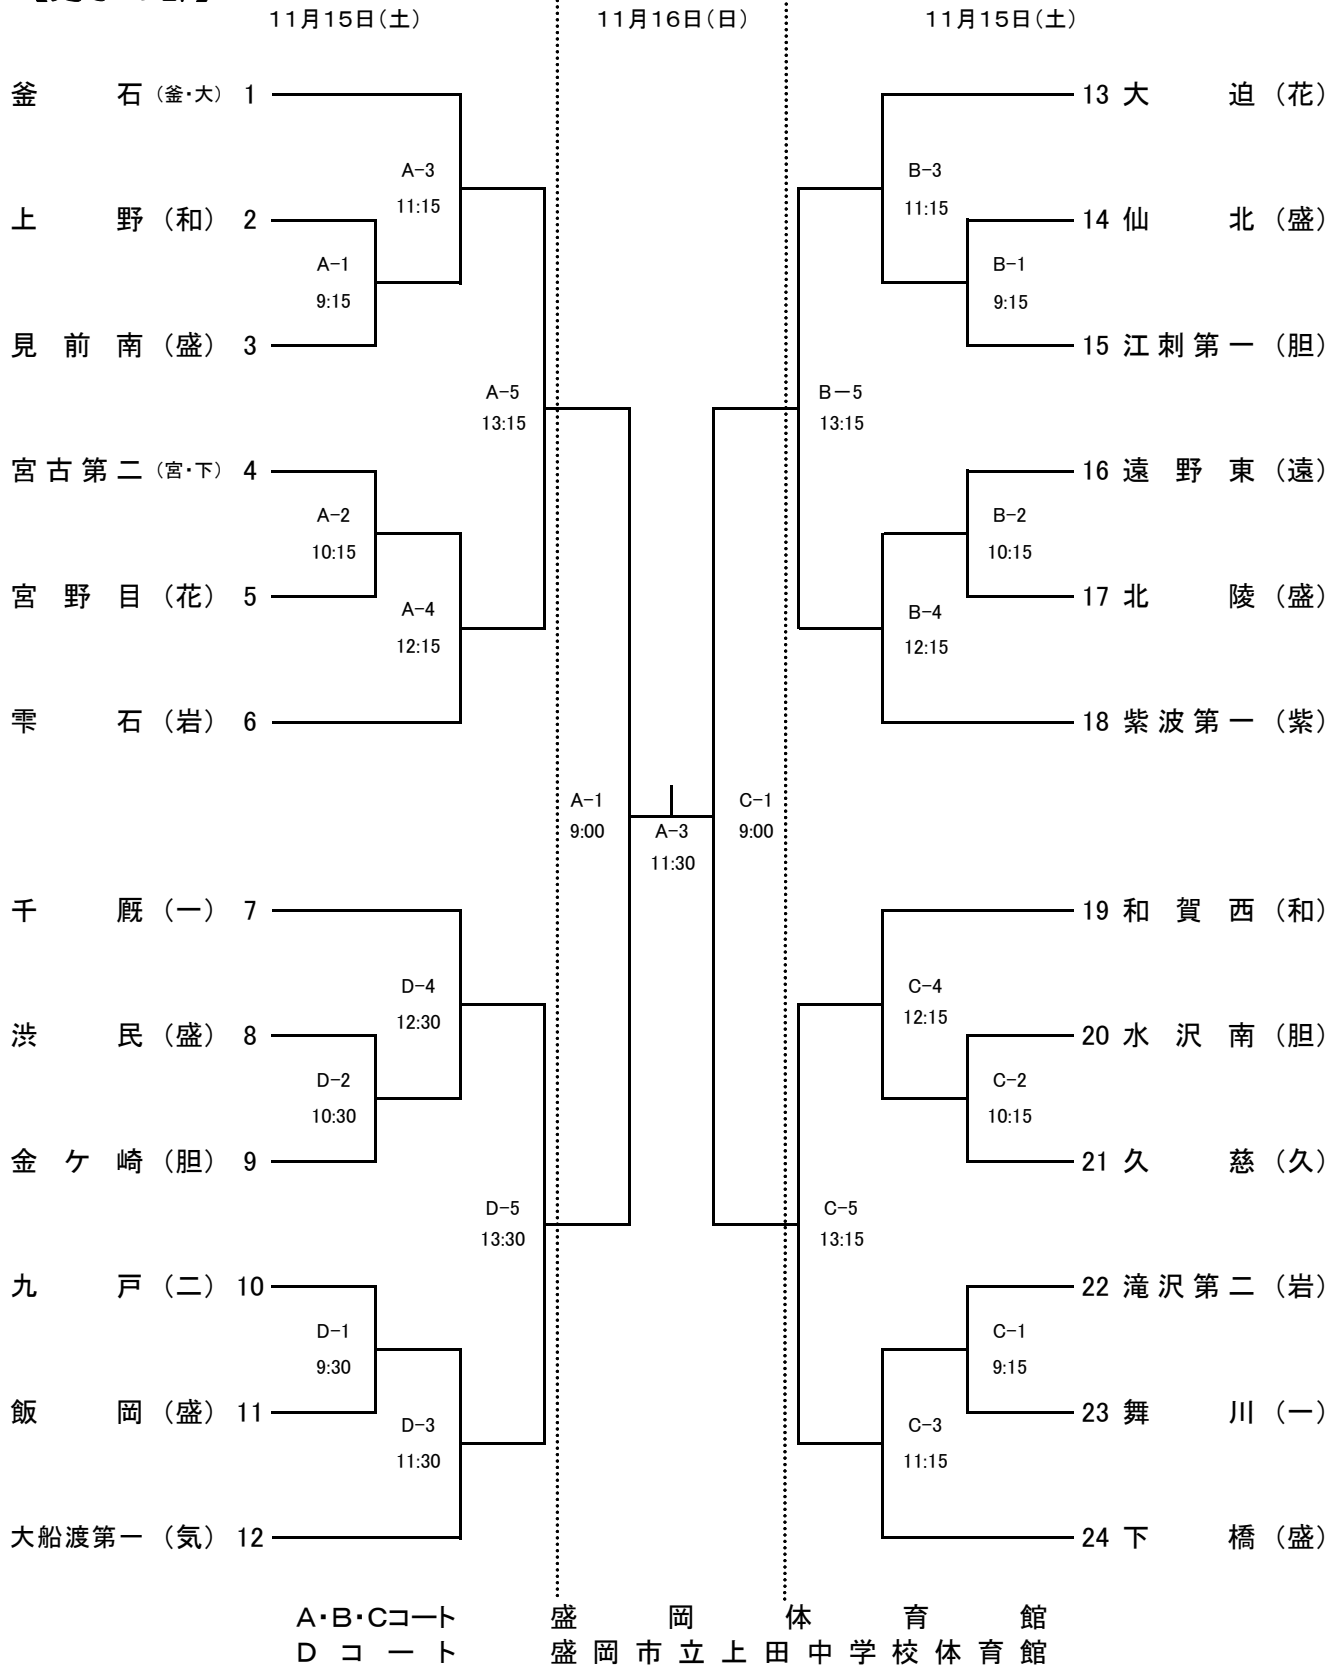 11月15日(土) 11月16日(日) 11月15日(土)
釜石(釜・大) 1
13 大迫(花)
A-3
11:15
B-3
11:15
上野(和) 2
14 仙北(盛)
A-1
9:15
B-1
9:15
見前南(盛) 3
15 江刺第一(胆)
A-5
13:15
B-5
13:15
宮古第二(宮・下) 4
16 遠野東(遠)
A-2
10:15
B-2
10:15
宮野目(花) 5
17 北陵(盛)
A-4
12:15
B-4
12:15
雫石(岩) 6
18 紫波第一(紫)
A-1
9:00
A-3
11:30
C-1
9:00
千厩(一) 7
19 和賀西(和)
D-4
12:30
C-4
12:15
渋民(盛) 8
20 水沢南(胆)
D-2
10:30
C-2
10:15
金ケ崎(胆) 9
21 久慈(久)
D-5
13:30
C-5
13:15
九戸(二) 10
22 滝沢第二(岩)
D-1
9:30
C-1
9:15
飯岡(盛) 11
23 舞川(一)
D-3
11:30
C-3
11:15
大船渡第一(気) 12
24 下橋(盛)
A・B・Cコート 盛岡体育館
Dコート 盛岡市立上田中学校体育館